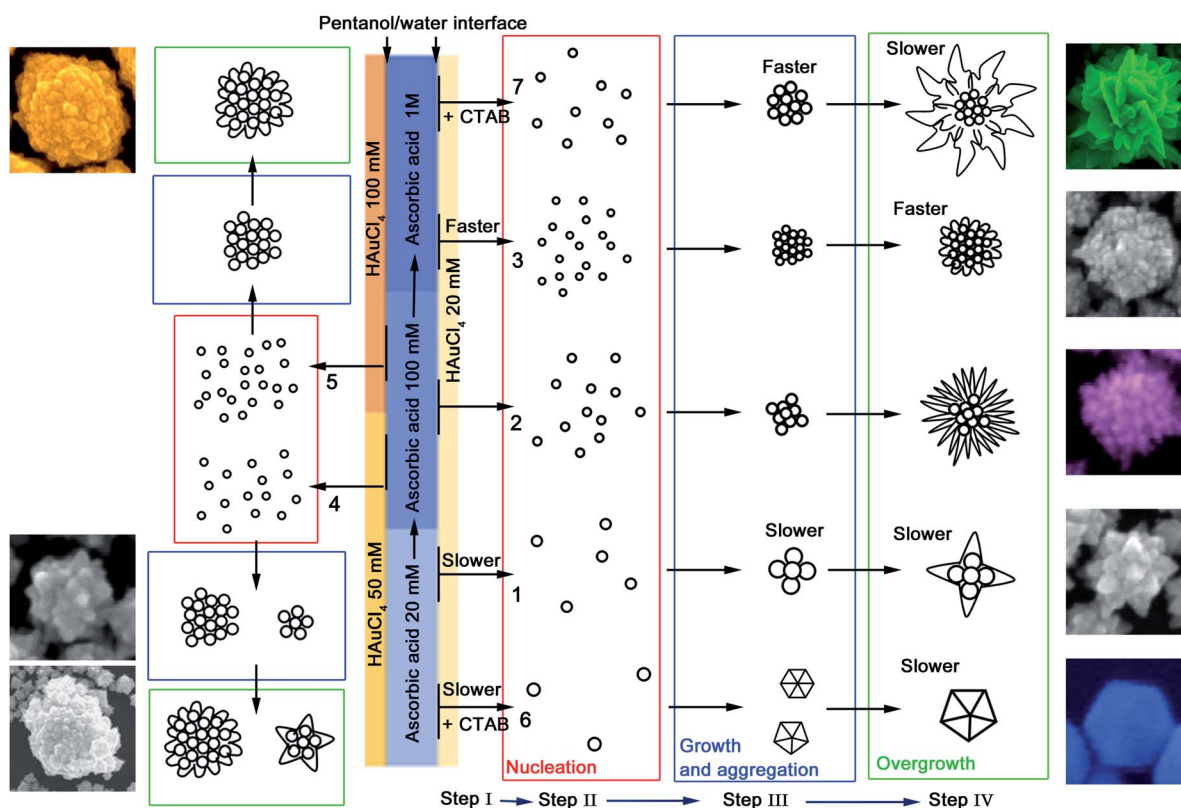 Pentanol/water interface
HAuCl₄ 100 mM
HAuCl₄ 50 mM
Ascorbic acid 1M
Ascorbic acid 100 mM
Ascorbic acid 20 mM
HAuCl₄ 20 mM
5
4
+ CTAB
7
Faster
3
2
Slower
1
Slower
+ CTAB
6
Faster
Slower
Faster
Slower
Slower
Slower
Nucleation
Growth
and aggregation
Overgrowth
Step I
Step II
Step III
Step IV